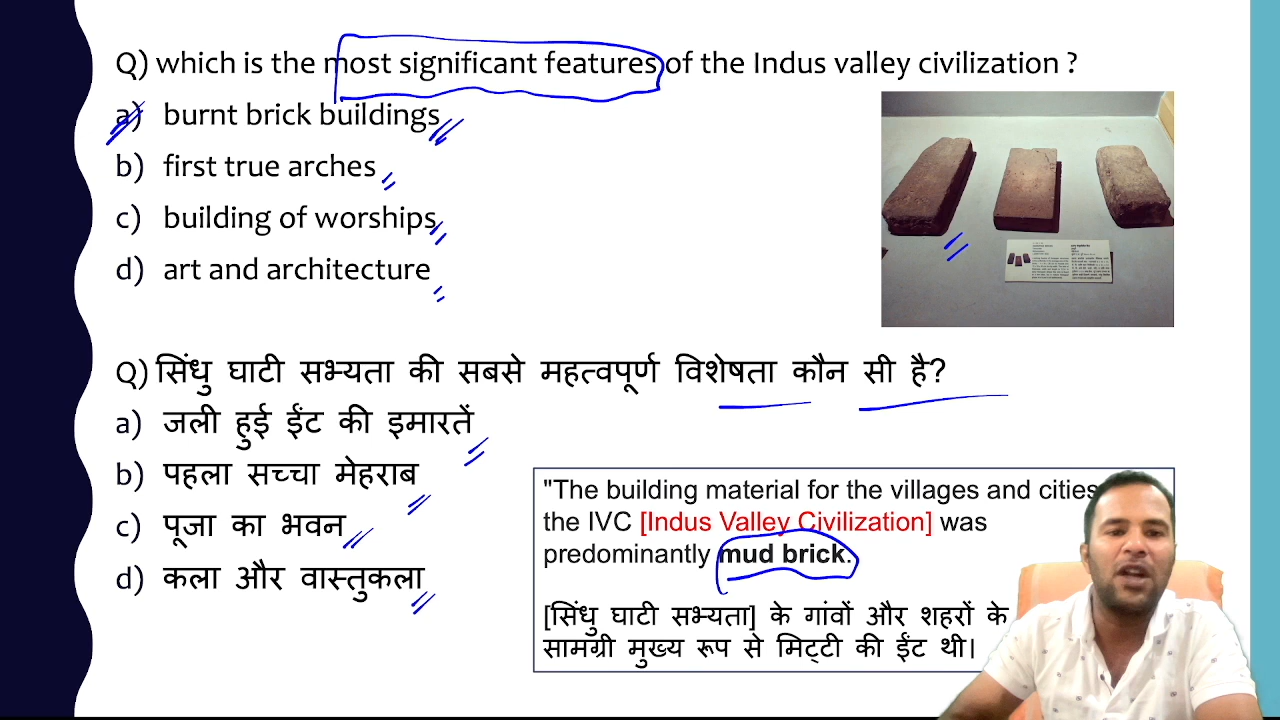 Q) which is the most significant features of the Indus valley civilization ?
a) burnt brick buildings
b) first true arches
c) building of worships
d) art and architecture
Q) सिंधु घाटी सभ्यता की सबसे महत्वपूर्ण विशेषता कौन सी है?
a) जली हुई ईंट की इमारतें
b) पहला सच्चा मेहराब
c) पूजा का भवन
d) कला और वास्तुकला
"The building material for the villages and cities
the IVC [Indus Valley Civilization] was
predominantly mud brick.
[सिंधु घाटी सभ्यता] के गांवों और शहरों के
सामग्री मुख्य रूप से मिट्टी की ईंट थी।